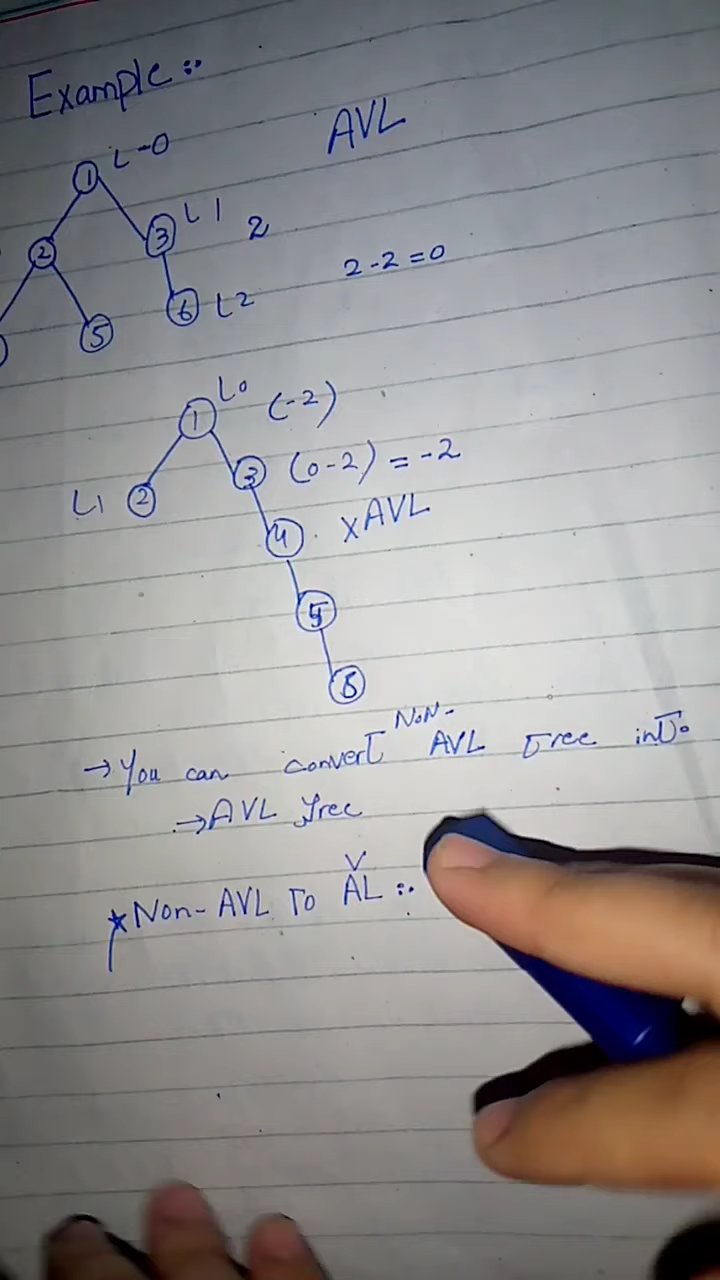 Example :.
AVL
1 L-0
2 3 L1 2
2-2=0
5 6 L2
1 L0 (-2)
L1 2 3 (0-2) = -2
4 xAVL
5
→ You can convert Non-AVL Tree into
→ AVL Tree
*Non-AVL To AVL :.